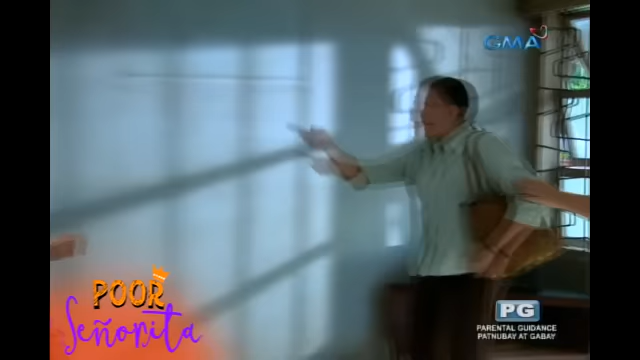 GMA
POOR
Señorita
PG
PARENTAL GUIDANCE
PATNUBAY AT GABAY